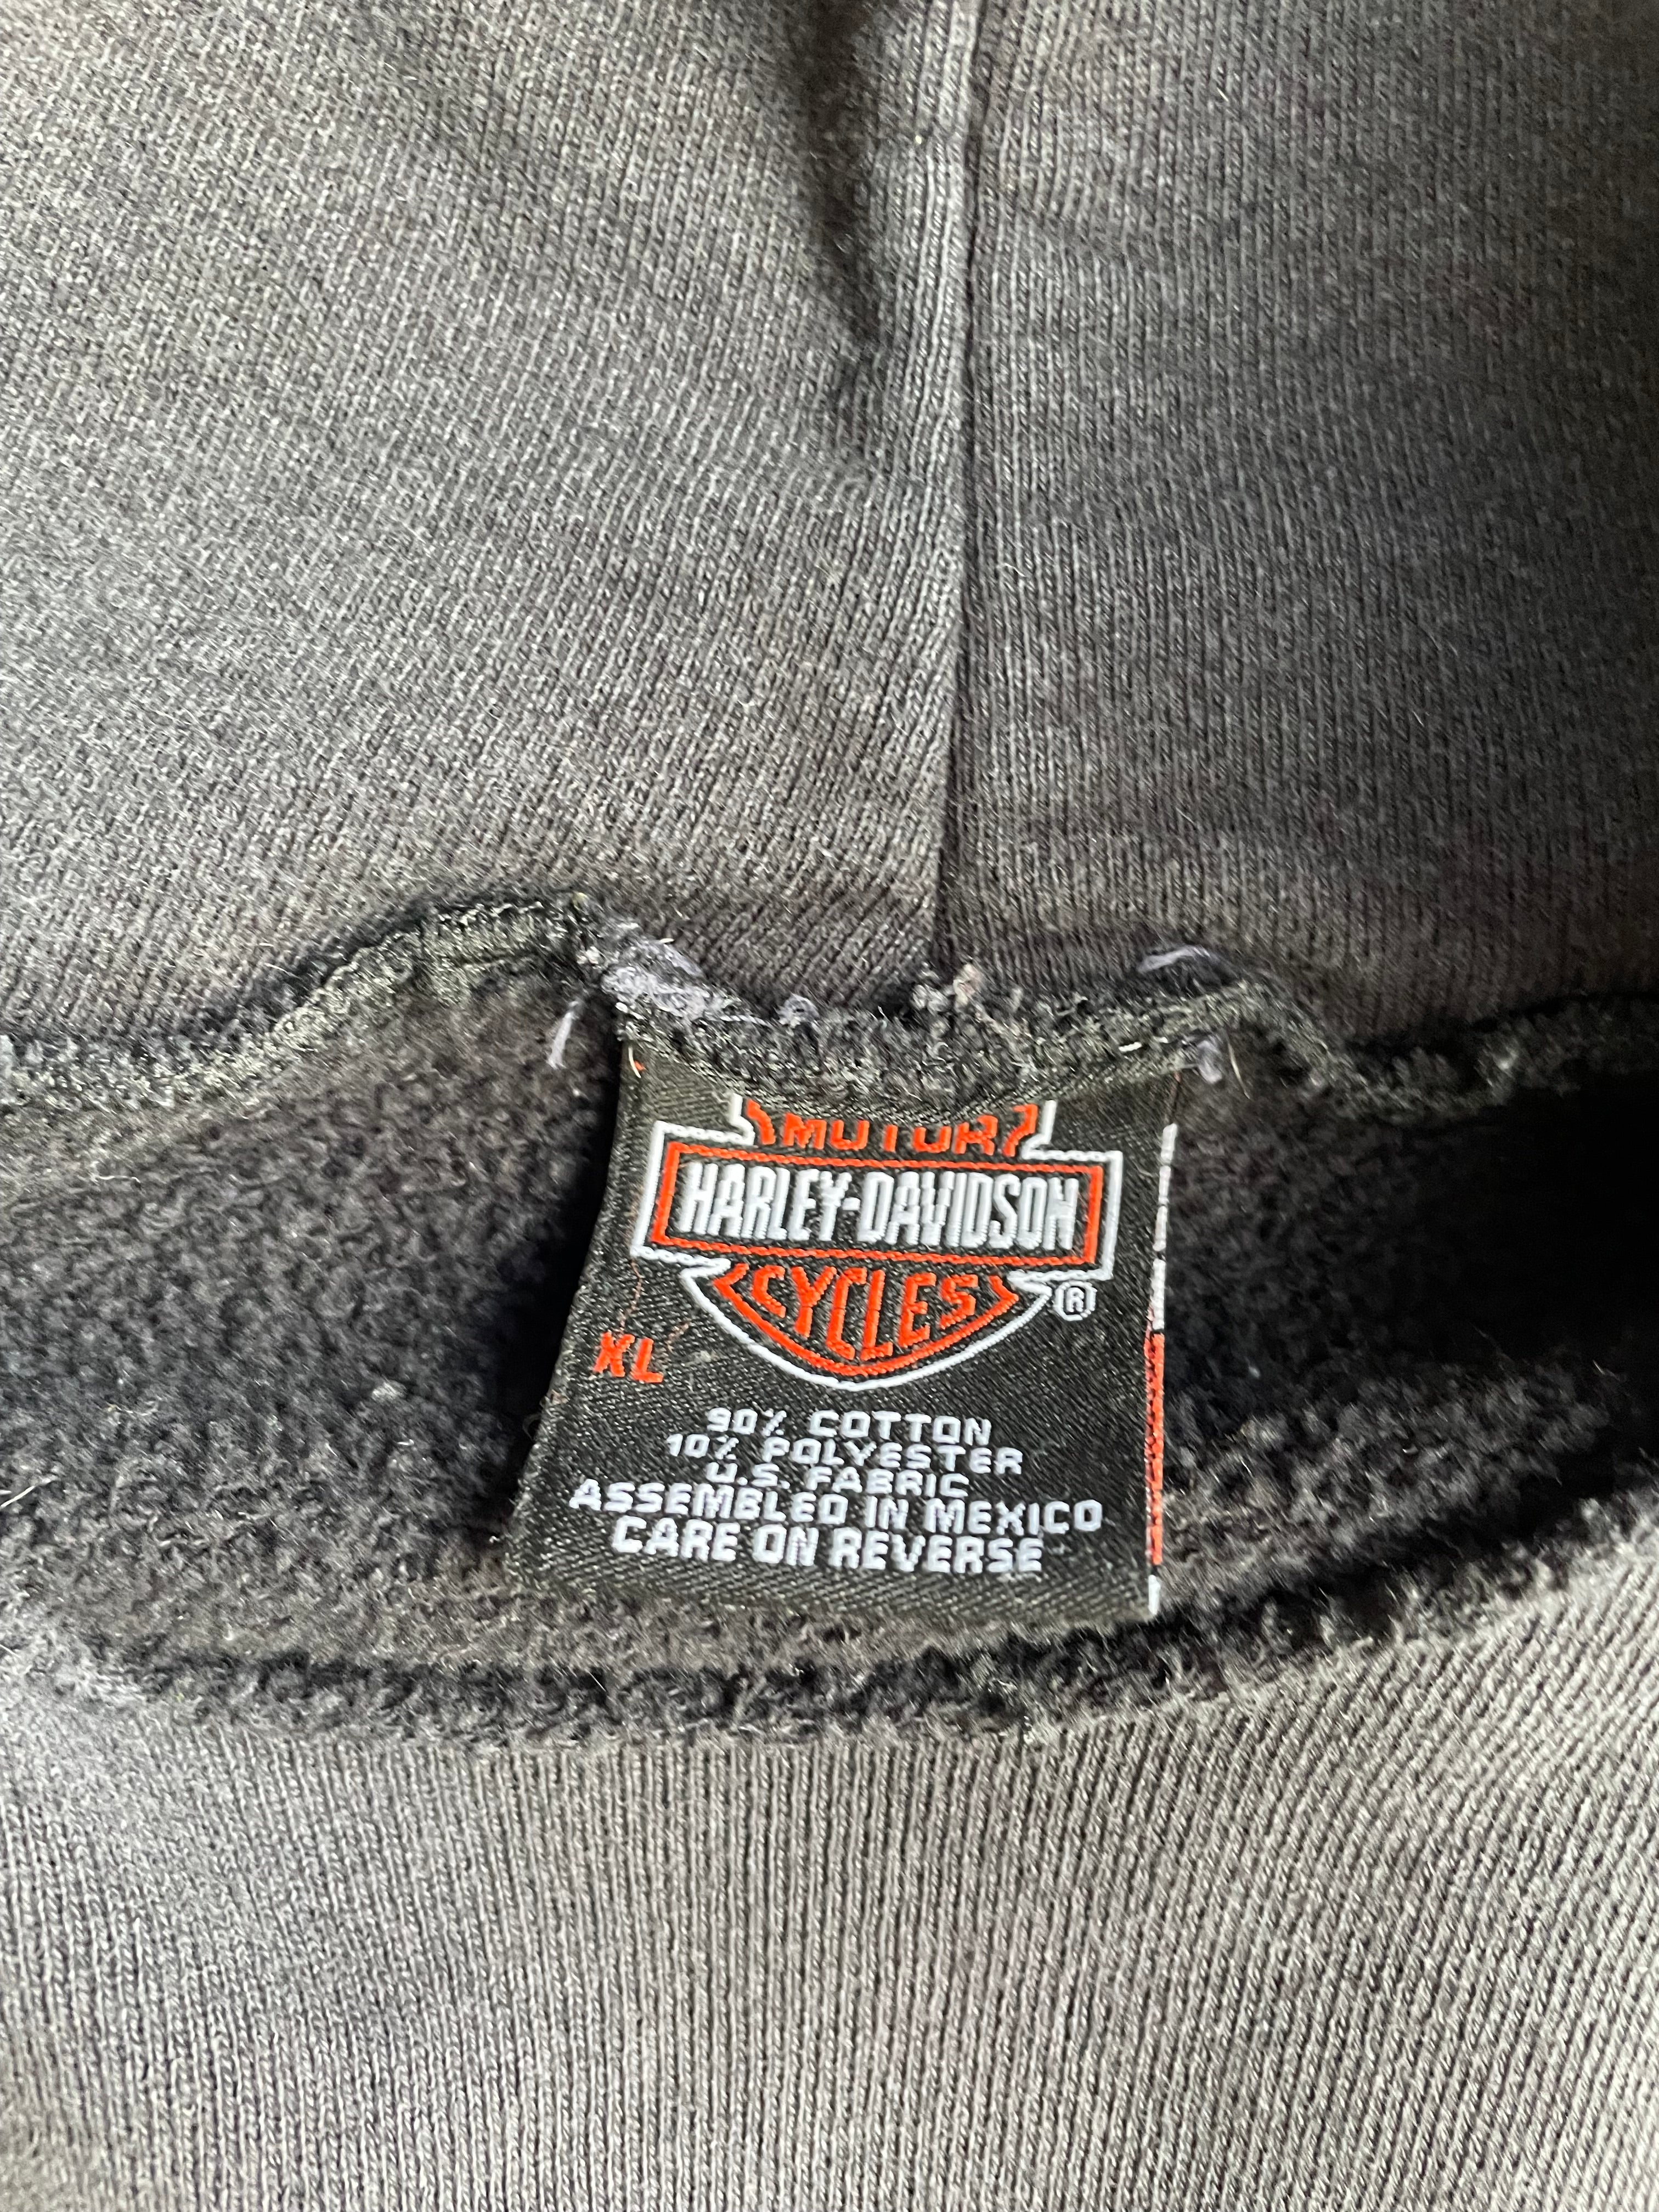 MOTOR
HARLEY-DAVIDSON
CYCLES
®
XL
90% COTTON
10% POLYESTER
U.S. FABRIC
ASSEMBLED IN MEXICO
CARE ON REVERSE